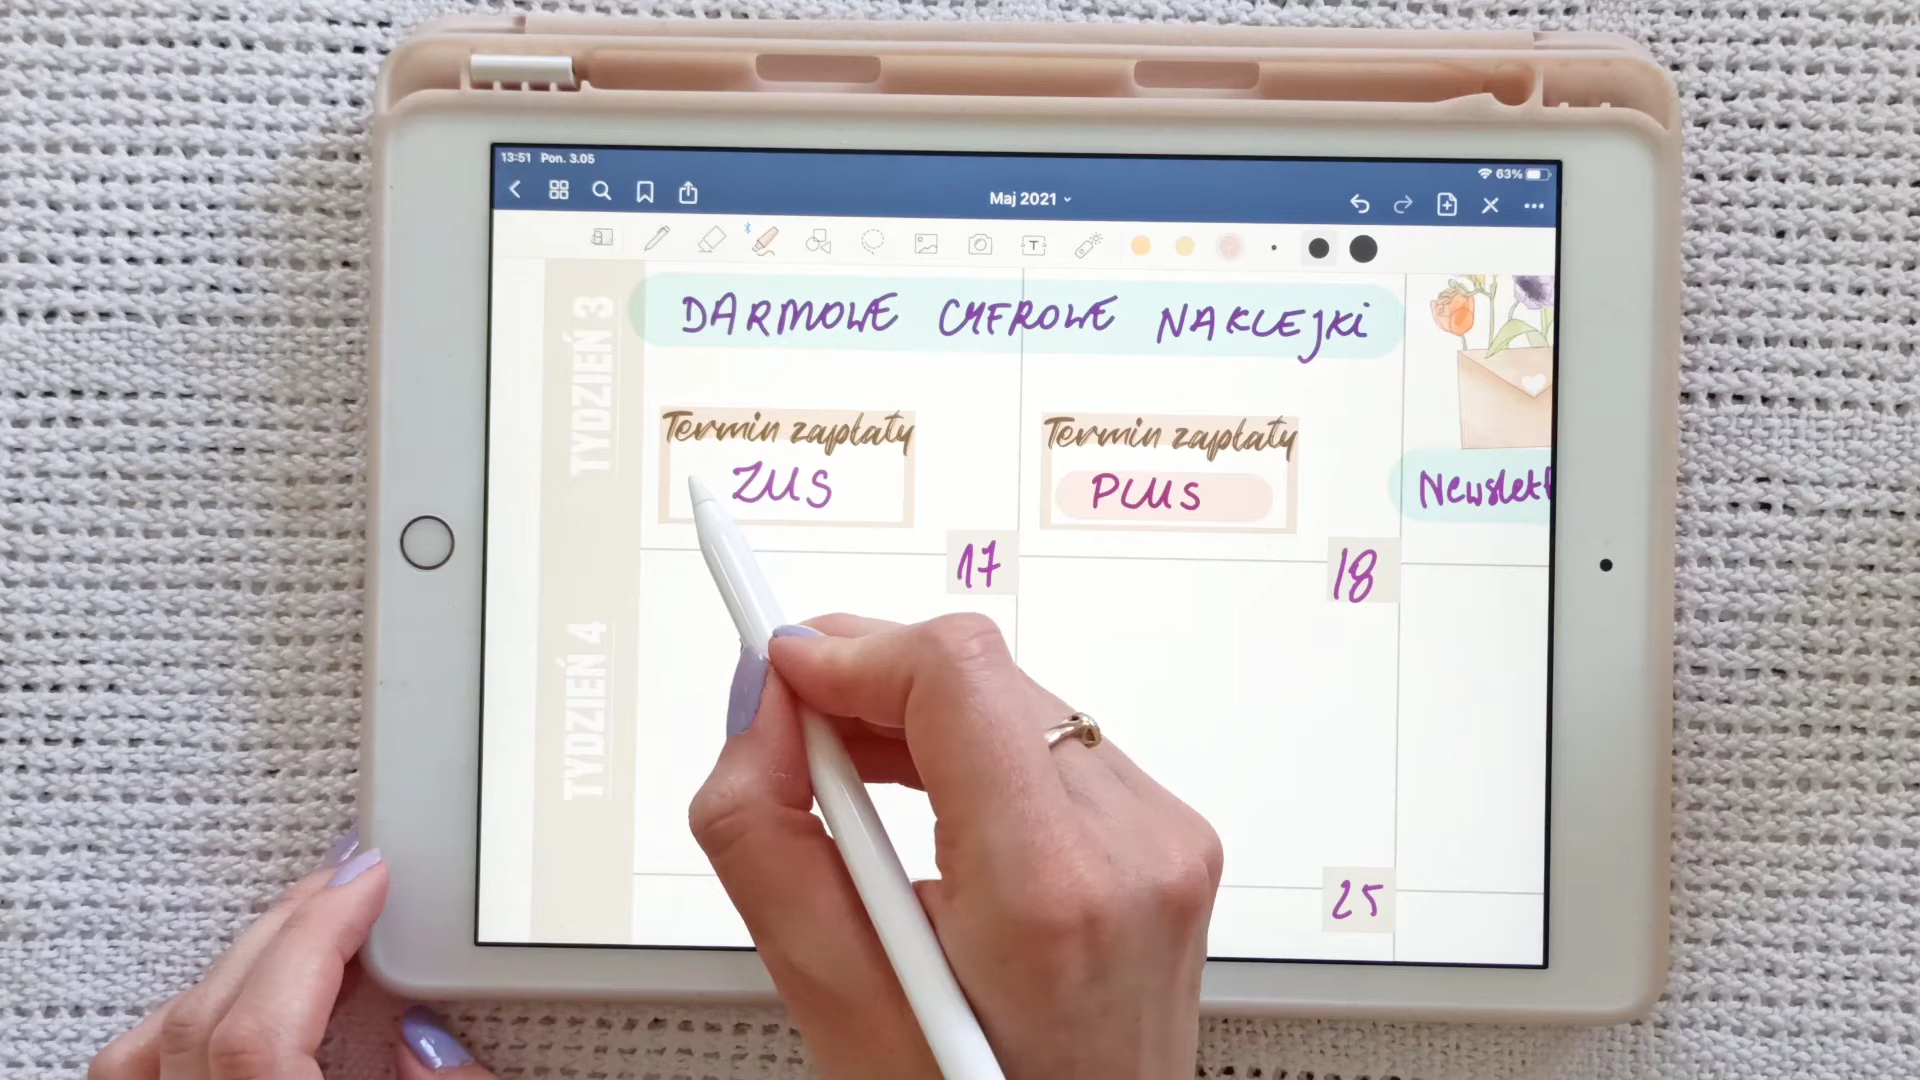 13:51 Pon. 3.05
63%
Maj 2021
T
TYDZIEŃ 3
DARMOWE CYFROWE NAKLEJKI
Termin zapłaty
ZUS
Termin zapłaty
PLUS
Newslett
17
18
TYDZIEŃ 4
25